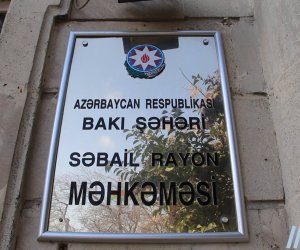 AZƏRBAYCAN RESPUBLİKASI
BAKI ŞƏHƏRİ
SƏBAİL RAYON
MƏHKƏMƏSİ